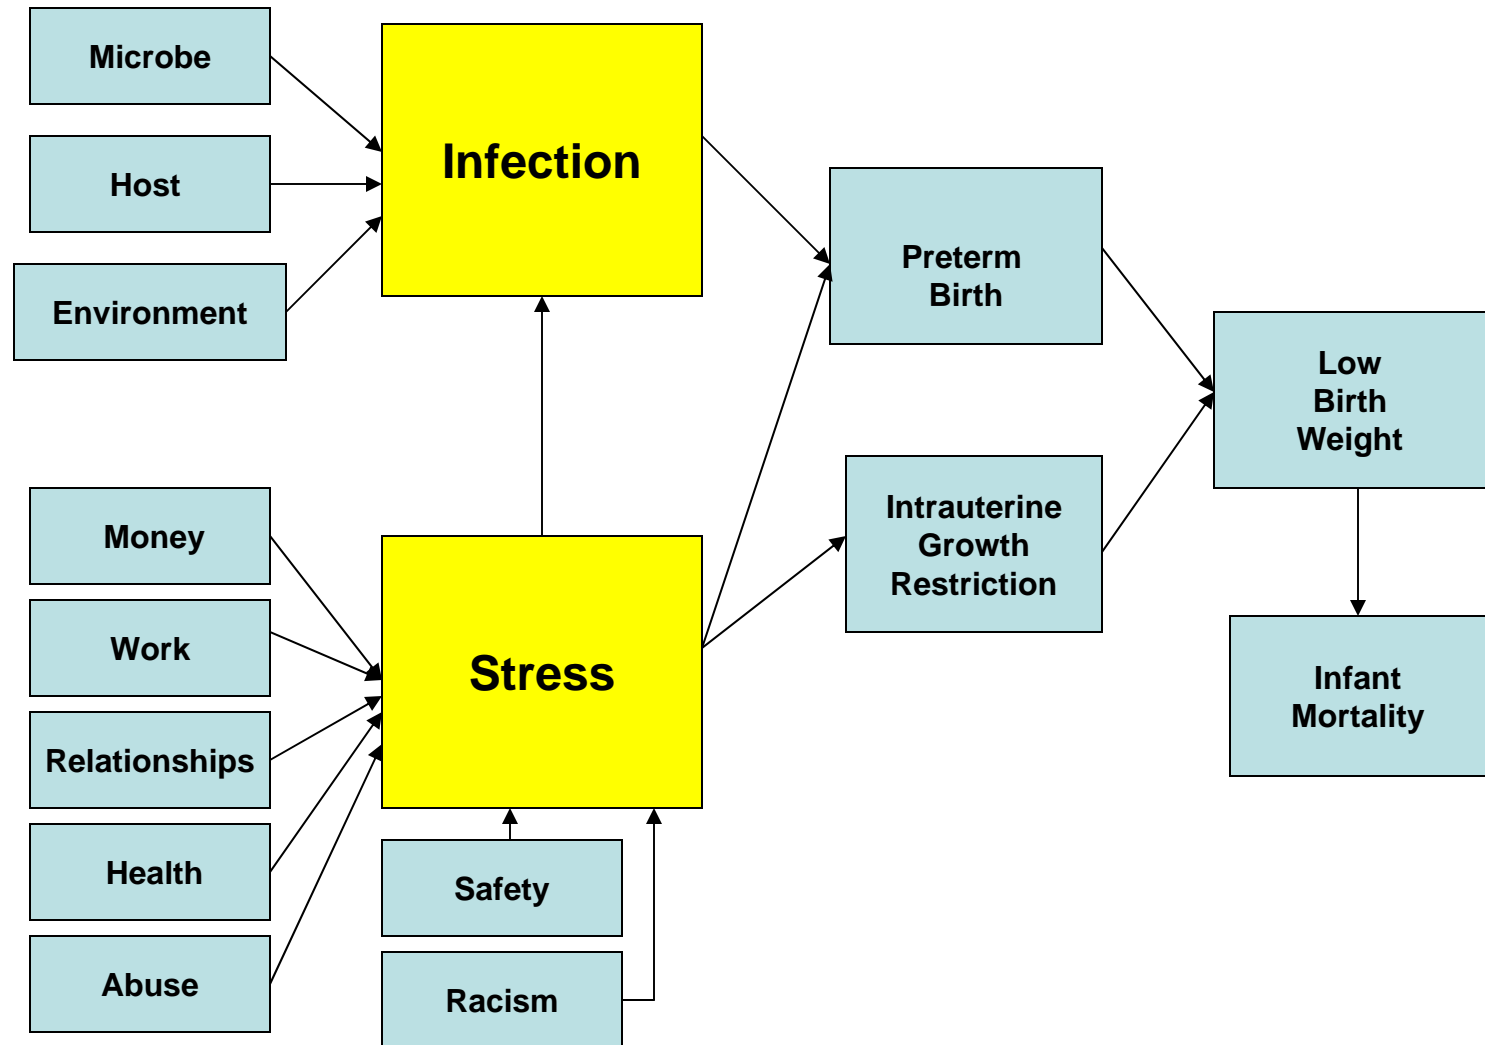 Microbe
Host
Environment
Infection
Money
Work
Relationships
Health
Abuse
Stress
Safety
Racism
Preterm
Birth
Intrauterine
Growth
Restriction
Low
Birth
Weight
Infant
Mortality